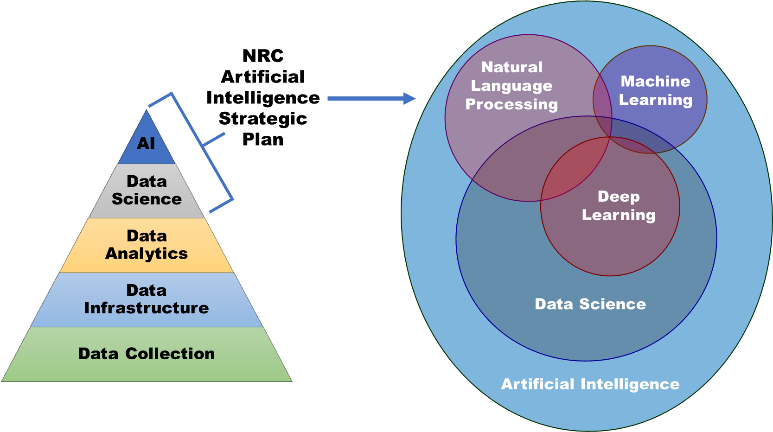 NRC
Artificial
Intelligence
Strategic
Plan
AI
Data
Science
Data
Analytics
Data
Infrastructure
Data Collection
Natural
Language
Processing
Machine
Learning
Deep
Learning
Data Science
Artificial Intelligence